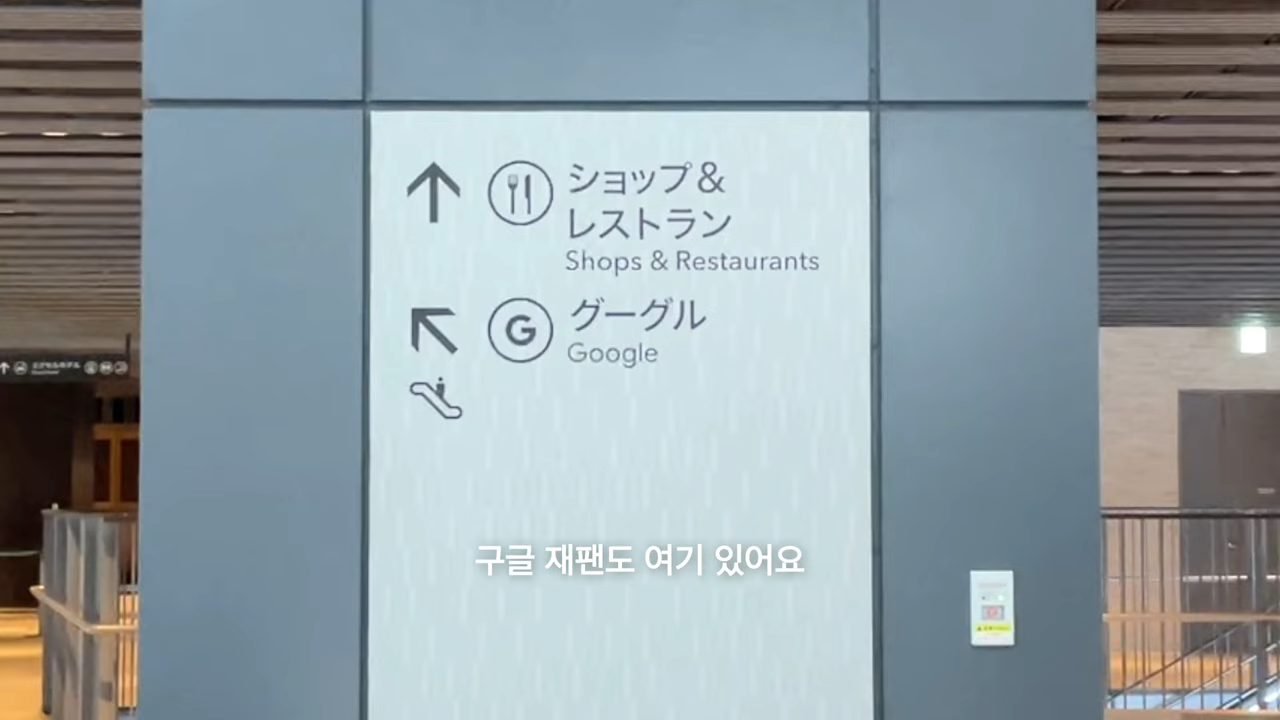 ショップ&
レストラン
Shops & Restaurants
G
グーグル
Google
구글 재팬도 여기 있어요